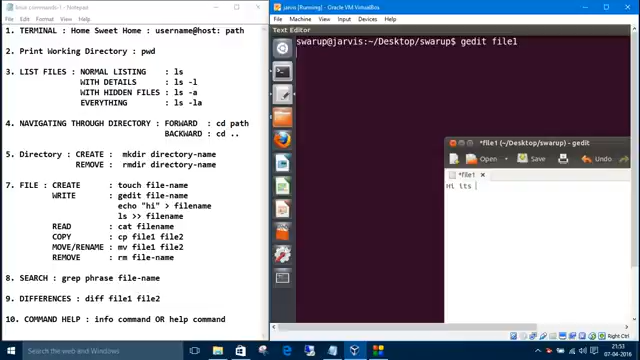 linux commands-1 - Notepad
File Edit Format View Help
1. TERMINAL : Home Sweet Home : username@host: path
2. Print Working Directory : pwd
3. LIST FILES : NORMAL LISTING : ls
WITH DETAILS : ls -l
WITH HIDDEN FILES : ls -a
EVERYTHING : ls -la
4. NAVIGATING THROUGH DIRECTORY : FORWARD : cd path
BACKWARD : cd ..
5. Directory : CREATE : mkdir directory-name
REMOVE : rmdir directory-name
7. FILE : CREATE : touch file-name
WRITE : gedit file-name
echo "hi" > filename
ls >> filename
READ : cat filename
COPY : cp file1 file2
MOVE/RENAME : mv file1 file2
REMOVE : rm file-name
8. SEARCH : grep phrase file-name
9. DIFFERENCES : diff file1 file2
10. COMMAND HELP : info command OR help command
jarvis [Running] - Oracle VM VirtualBox
File Machine View Input Devices Help
Text Editor
swarup@jarvis:~/Desktop/swarup$ gedit file1
*file1 (~/Desktop/swarup) - gedit
Open Save Undo
*file1
Hi its
Right Ctrl
Search the web and Windows
21:53
07-04-2016